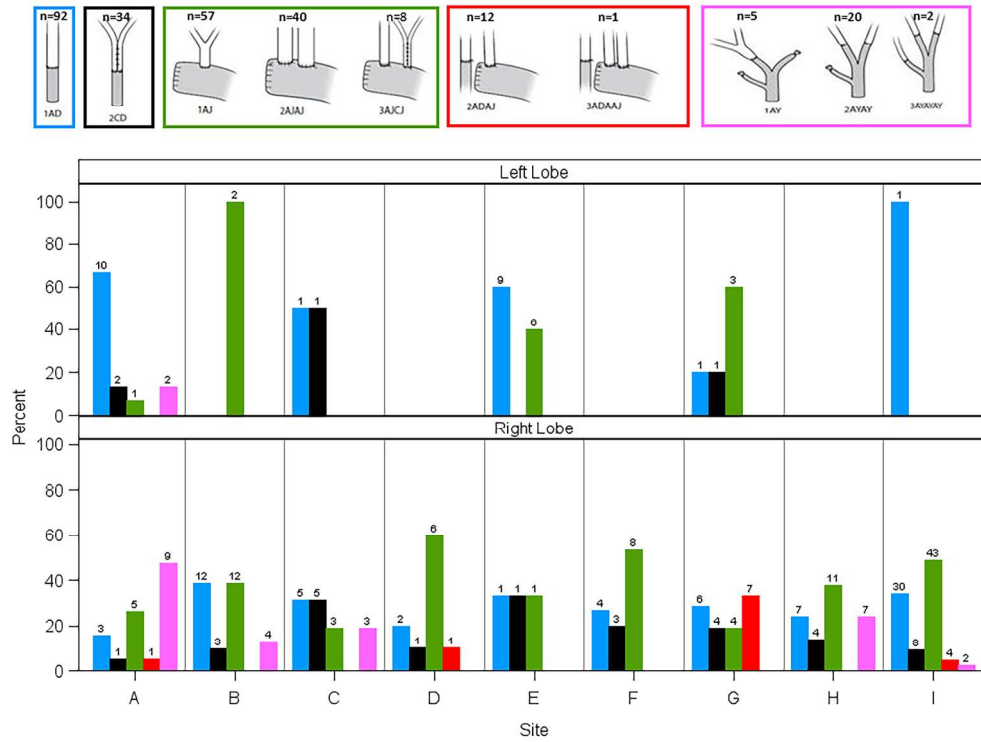 n=92 n=34 n=57 n=40 n=8 n=12 n=1 n=5 n=20 n=2
1AD 2CD 1AJ 2AJAJ 3AJCJ 2ADAJ 3ADAAJ 1AY 2AYAY 3AYAYAY
Left Lobe
100
80
60
40
20
0
10 2 1 2
2
1 1
9 6
1 1 3
1
Percent
Right Lobe
100
80
60
40
20
0
3 1 5 1 9
12 3 12 4
5 5 3 3
2 1 6 1
1 1 1
4 3 8
6 4 4 7
7 4 11 7
30 8 43 4 2
A B C D E F G H I
Site